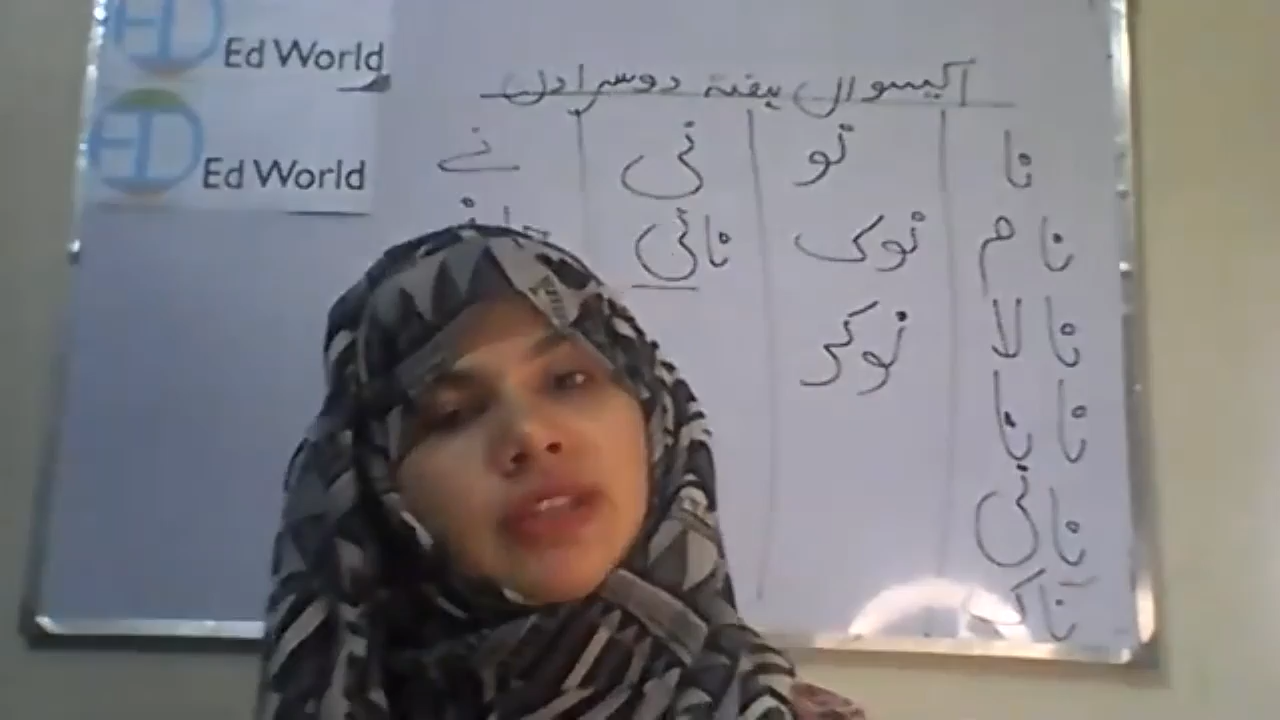 Ed World
Ed World
اکیسواں ہفتہ دوسرا دن
نا نو نی نے
نام نوک نائی
نالا نوکر
نانا
نانی
ناک